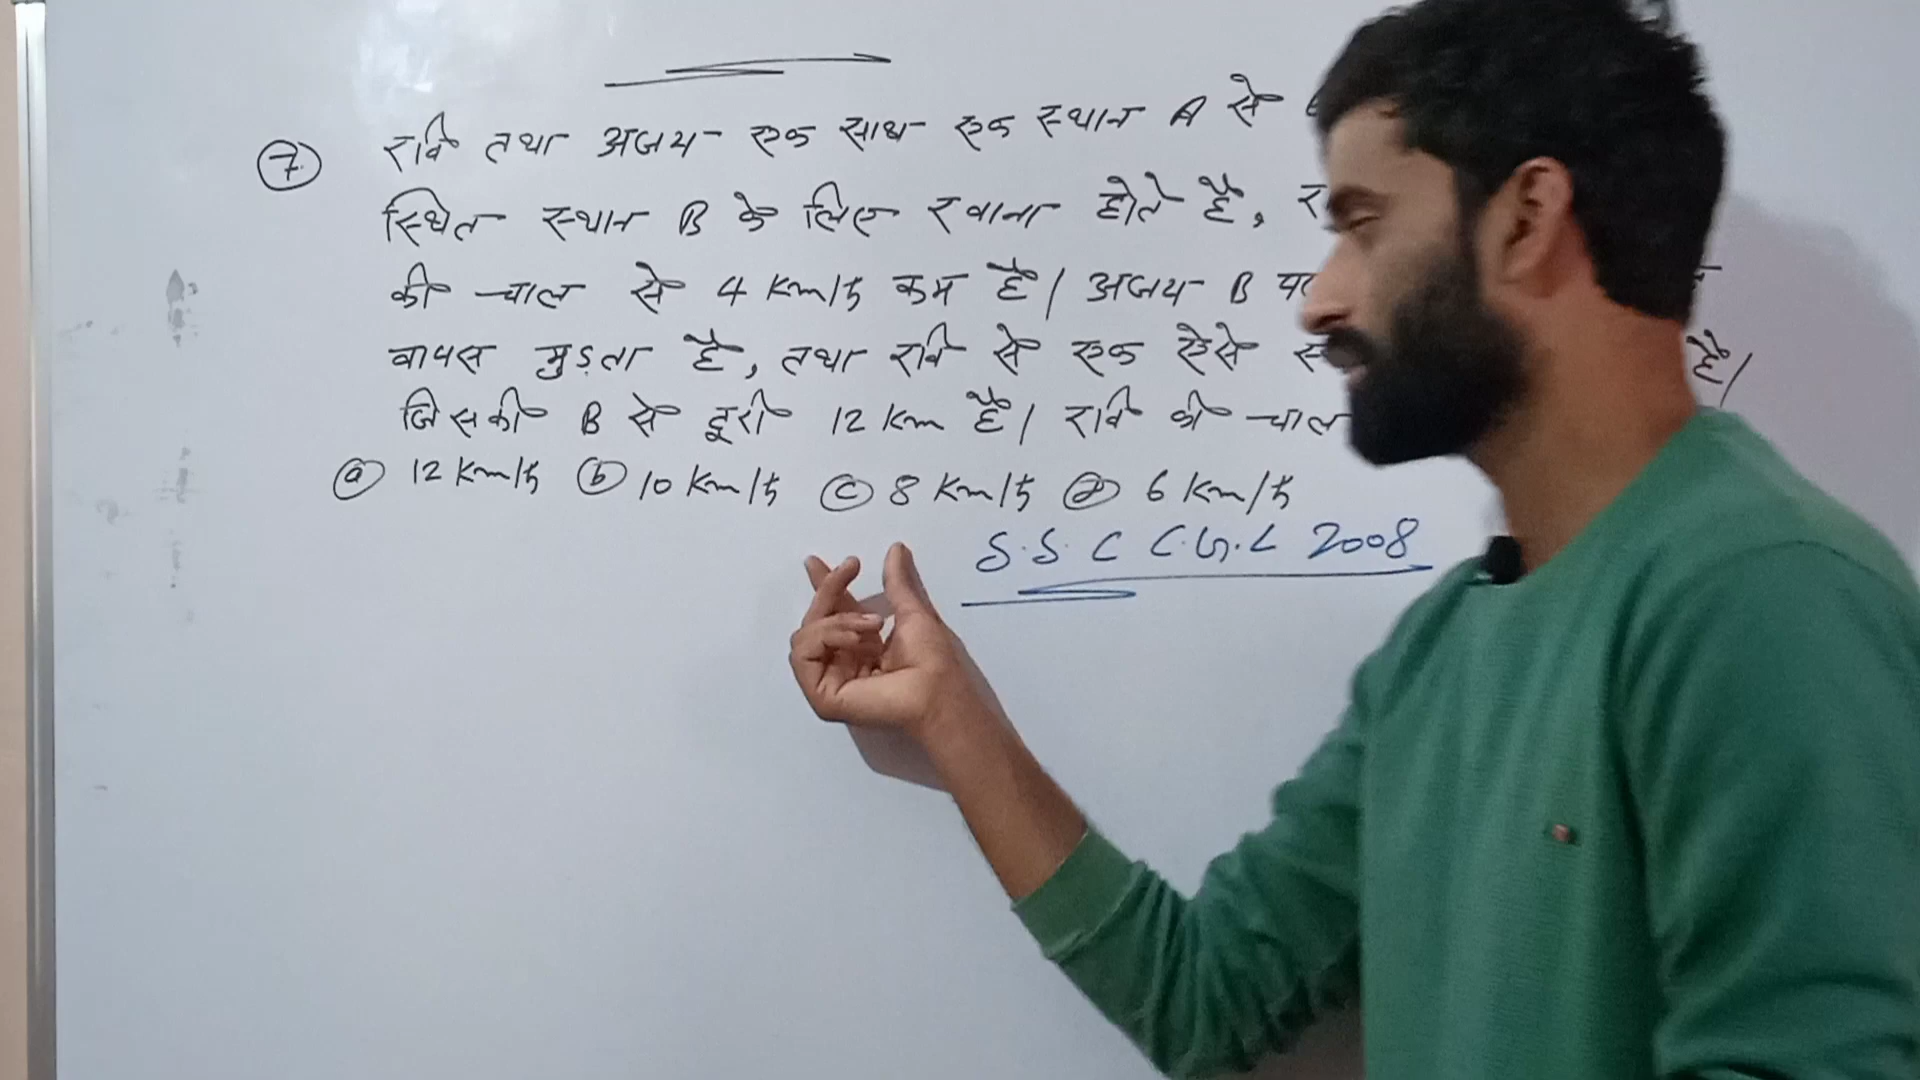 7. रवि तथा अजय एक साथ एक स्थान A से
स्थित स्थान B के लिए रवाना होते है,
की चाल से 4 Km/h कम है। अजय B
वापस मुड़ता है, तथा रवि से एक ऐसे है।
जिसकी B से दूरी 12 Km है। रवि की चाल
(a) 12 Km/h (b) 10 Km/h (c) 8 Km/h (d) 6 Km/h
S.S.C C.G.L 2008